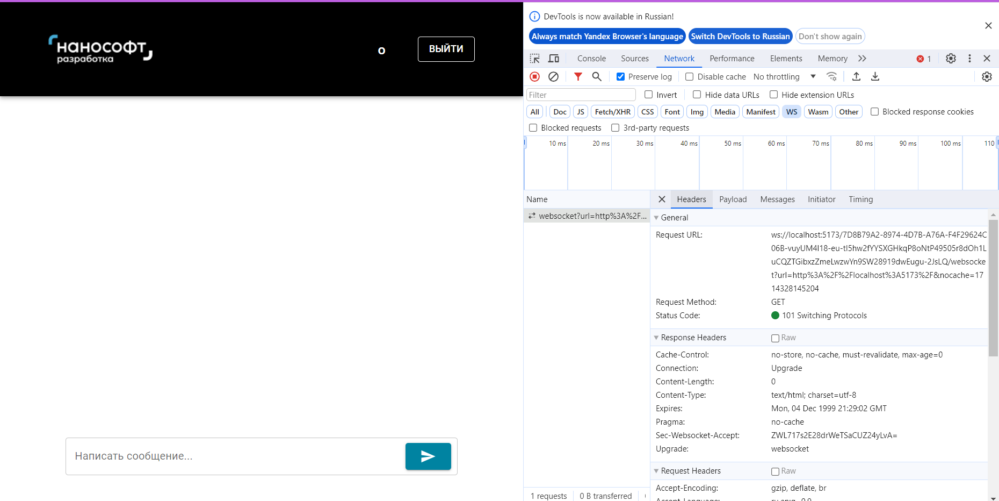 нанософт
разработка
о
ВЫЙТИ
Написать сообщение...
DevTools is now available in Russian!
Always match Yandex Browser's language
Switch DevTools to Russian
Don't show again
Console
Sources
Network
Performance
Elements
Memory
1
Preserve log
Disable cache
No throttling
Filter
Invert
Hide data URLs
Hide extension URLs
All
Doc
JS
Fetch/XHR
CSS
Font
Img
Media
Manifest
WS
Wasm
Other
Blocked response cookies
Blocked requests
3rd-party requests
10 ms
20 ms
30 ms
40 ms
50 ms
60 ms
70 ms
80 ms
90 ms
100 ms
110
Name
Headers
Payload
Messages
Initiator
Timing
websocket?url=http%3A%2F...
General
Request URL:
ws://localhost:5173/7D8B79A2-8974-4D7B-A76A-F4F29624C
06B-vuyUM4I18-eu-tI5hw2fYYSXGHkqP8oNtP49505r8dOh1L
uCQZTGibxzZmeLwzwYn9SW28919dwEugu-2JsLQ/websocke
t?url=http%3A%2F%2Flocalhost%3A5173%2F&nocache=17
14328145204
Request Method:
GET
Status Code:
101 Switching Protocols
Response Headers
Raw
Cache-Control:
no-store, no-cache, must-revalidate, max-age=0
Connection:
Upgrade
Content-Length:
0
Content-Type:
text/html; charset=utf-8
Expires:
Mon, 04 Dec 1999 21:29:02 GMT
Pragma:
no-cache
Sec-Websocket-Accept:
ZWL717s2E28drWeTSaCUZ24yLvA=
Upgrade:
websocket
Request Headers
Raw
Accept-Encoding:
gzip, deflate, br
1 requests
0 B transferred